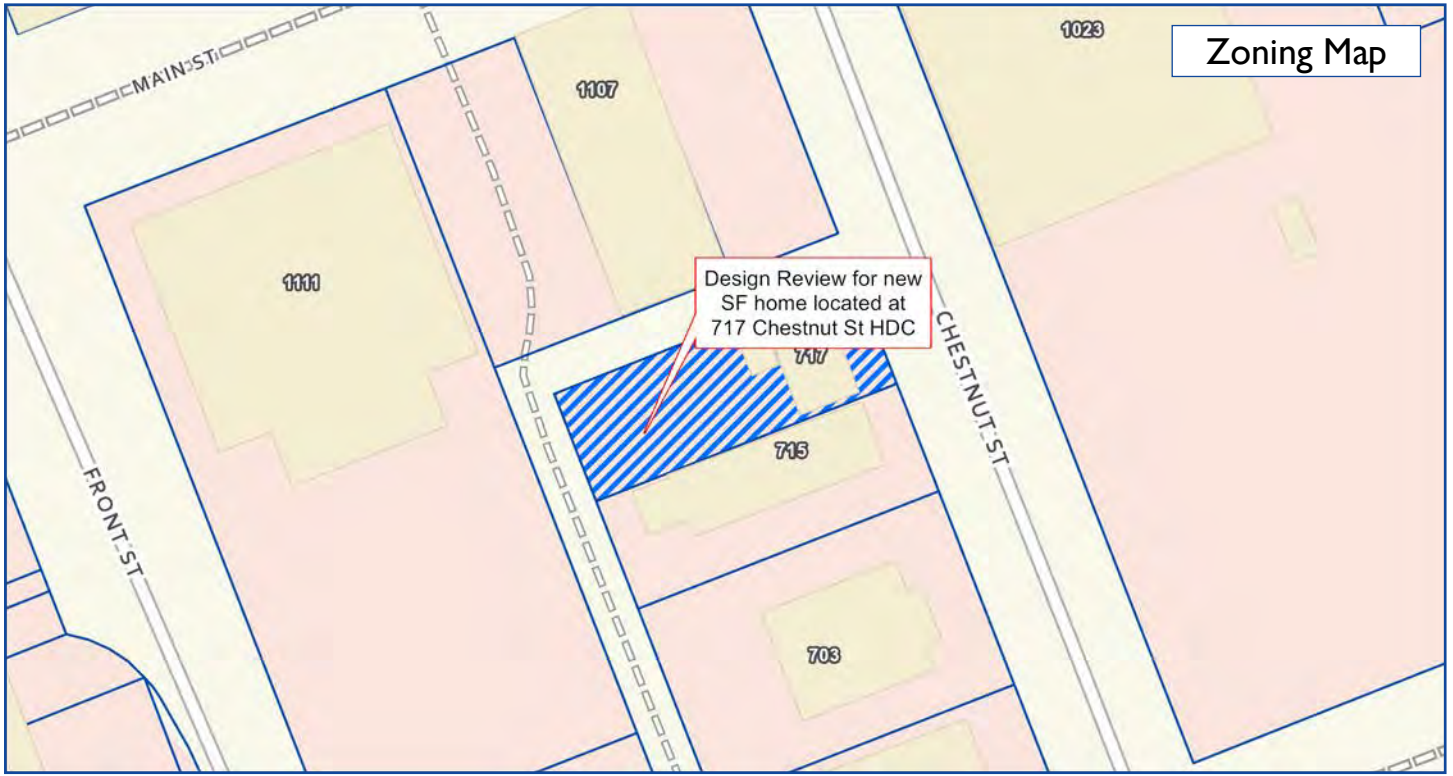 1023
Zoning Map
MAIN ST
1107
1111
Design Review for new
SF home located at
717 Chestnut St HDC
717
CHESTNUT ST
715
FRONT ST
703